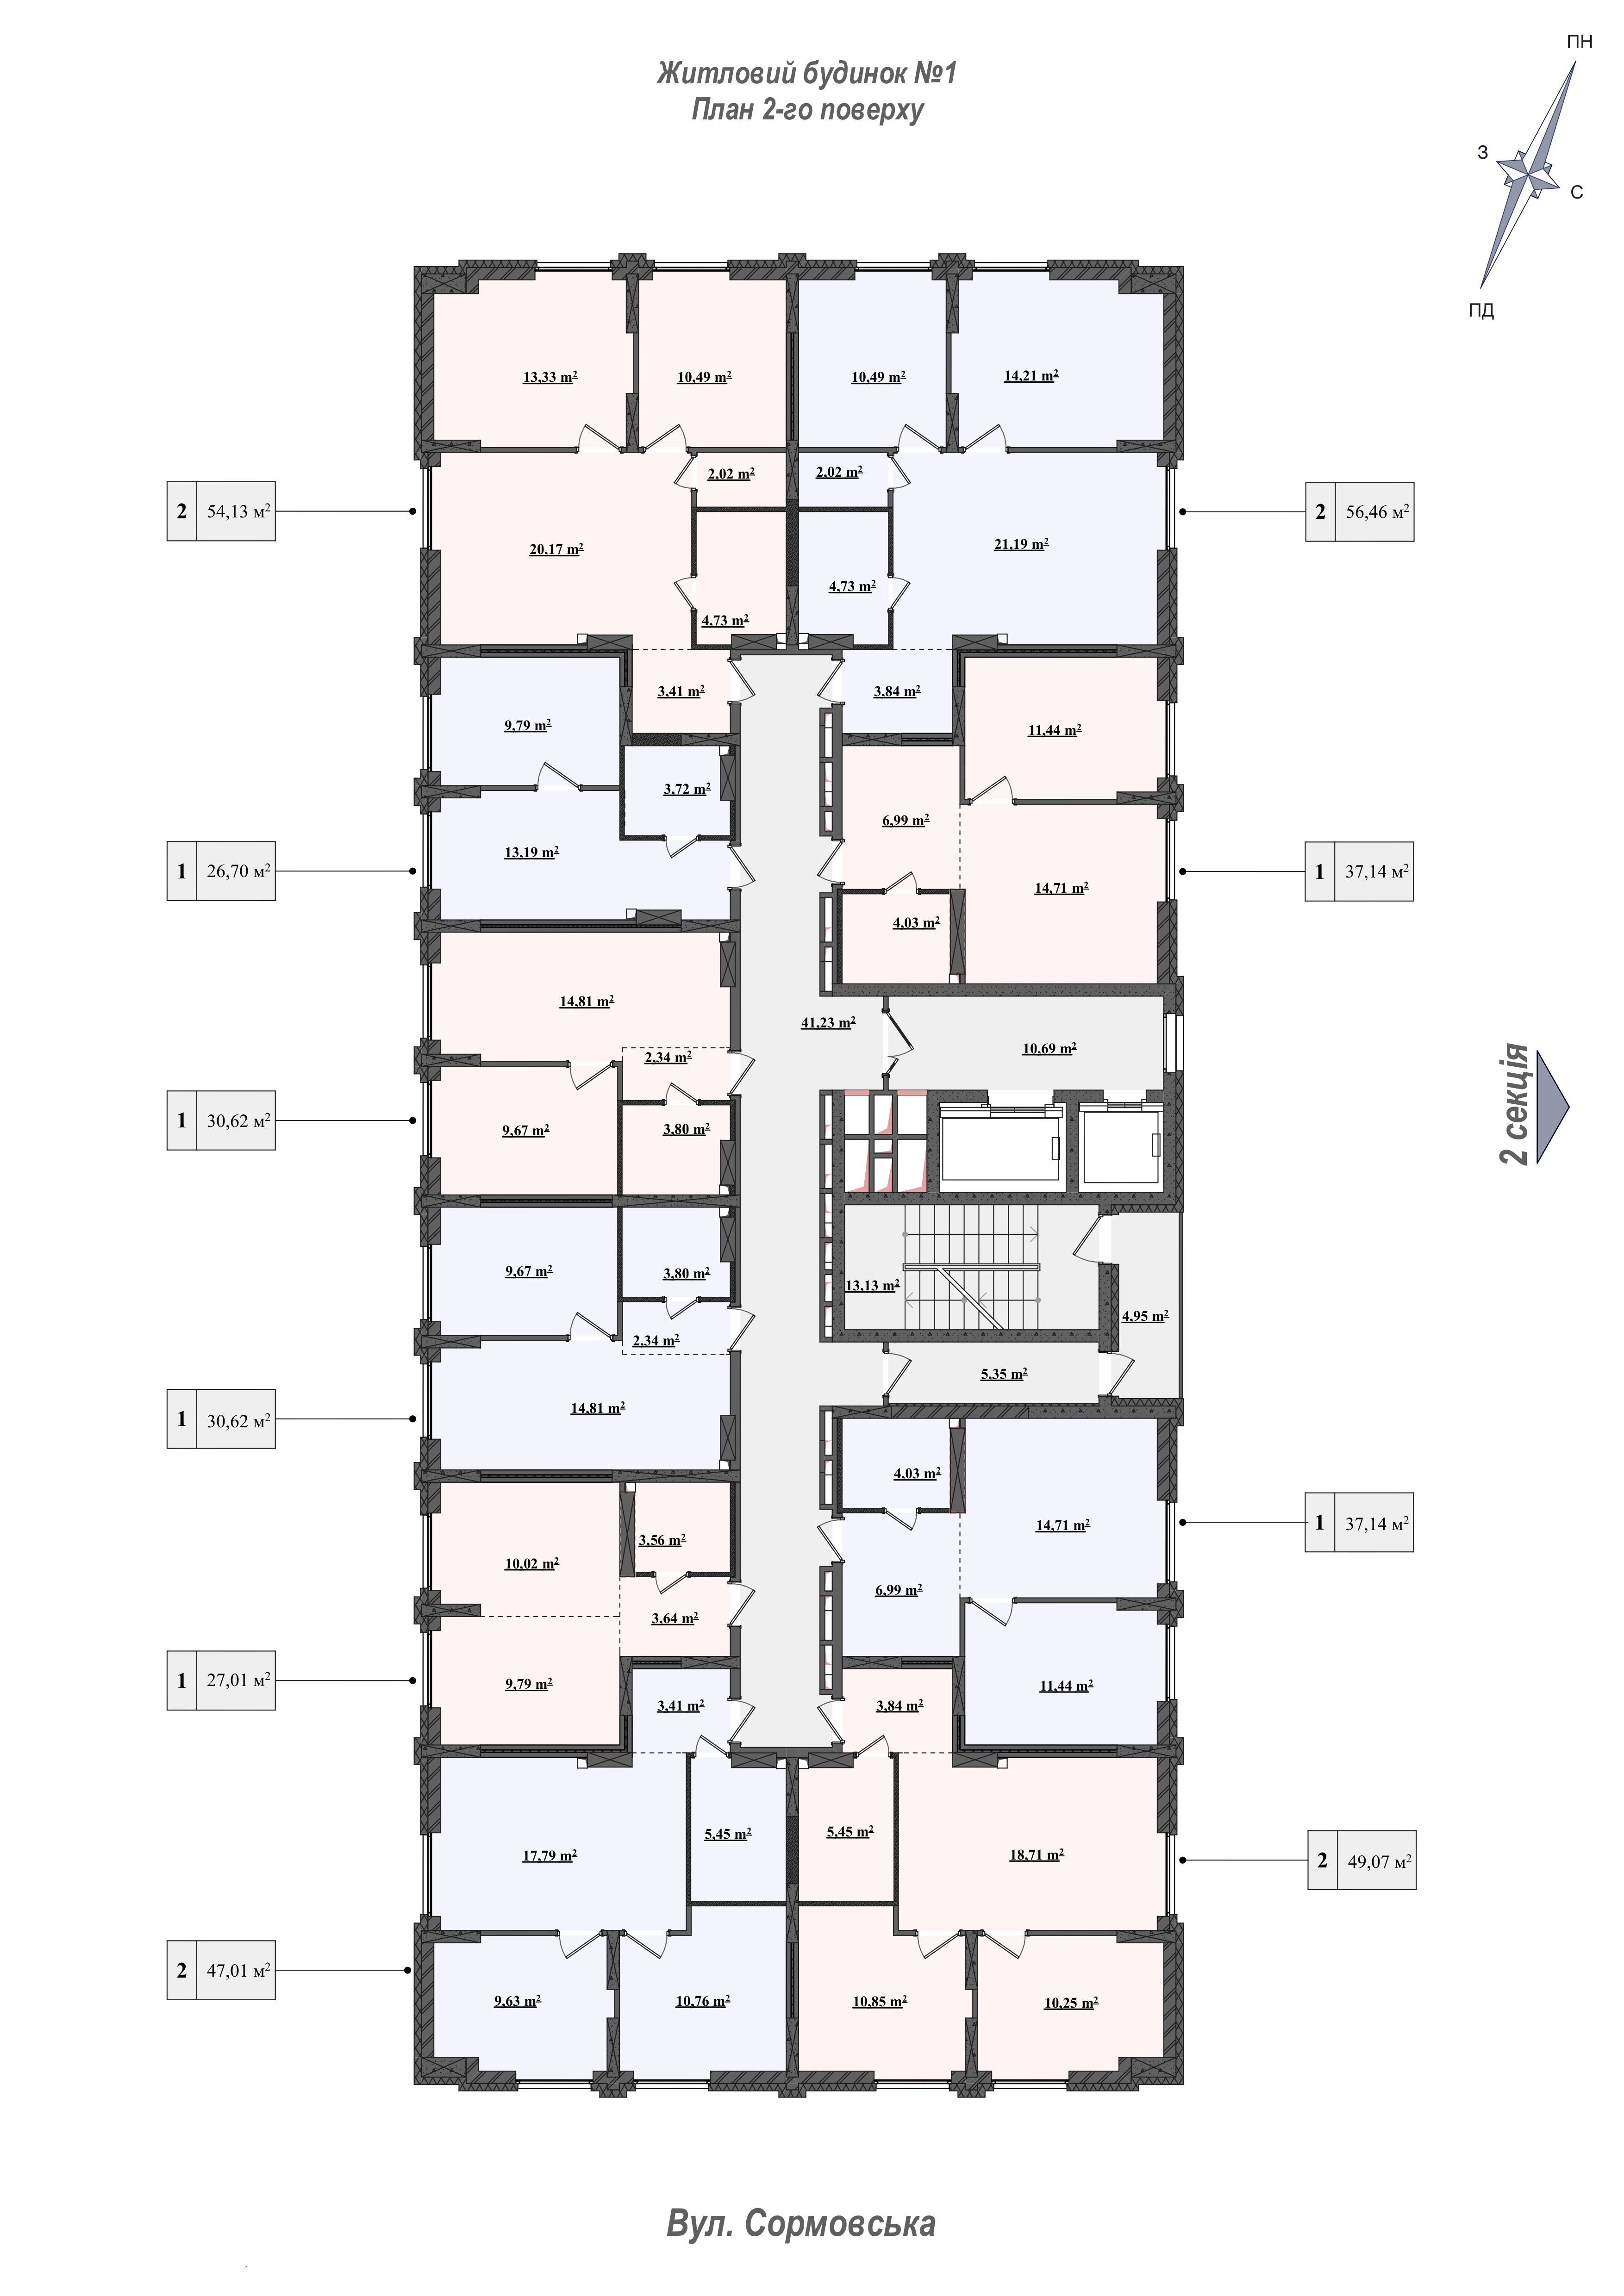 Житловий будинок №1
План 2-го поверху
ПН
З
С
ПД
13,33 m²
10,49 m²
10,49 m²
14,21 m²
2,02 m²
2,02 m²
2 54,13 м²
2 56,46 м²
20,17 m²
21,19 m²
4,73 m²
4,73 m²
3,41 m²
3,84 m²
9,79 m²
11,44 m²
3,72 m²
6,99 m²
13,19 m²
1 26,70 м²
1 37,14 м²
14,71 m²
4,03 m²
14,81 m²
41,23 m²
10,69 m²
2,34 m²
2 секція
1 30,62 м²
9,67 m²
3,80 m²
9,67 m²
3,80 m²
13,13 m²
4,95 m²
2,34 m²
5,35 m²
1 30,62 м²
14,81 m²
4,03 m²
14,71 m²
1 37,14 м²
3,56 m²
10,02 m²
6,99 m²
3,64 m²
1 27,01 м²
9,79 m²
11,44 m²
3,41 m²
3,84 m²
5,45 m²
5,45 m²
17,79 m²
18,71 m²
2 49,07 м²
2 47,01 м²
9,63 m²
10,76 m²
10,85 m²
10,25 m²
Вул. Сормовська